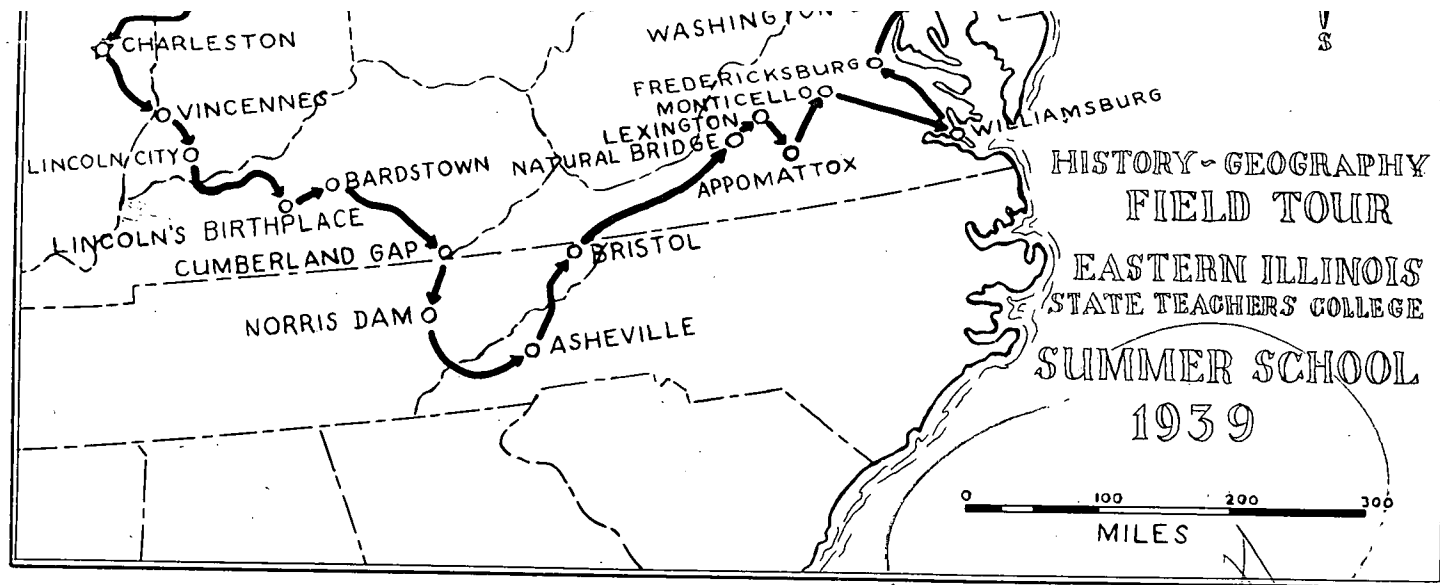 WASHINGTON
CHARLESTON
FREDERICKSBURG
MONTICELLO
VINCENNES
LEXINGTON
WILLIAMSBURG
NATURAL BRIDGE
LINCOLN CITY
BARDSTOWN
APPOMATTOX
LINCOLN'S BIRTHPLACE
CUMBERLAND GAP
BRISTOL
NORRIS DAM
ASHEVILLE
HISTORY-GEOGRAPHY
FIELD TOUR
EASTERN ILLINOIS
STATE TEACHERS COLLEGE
SUMMER SCHOOL
1939
0 100 200 300
MILES